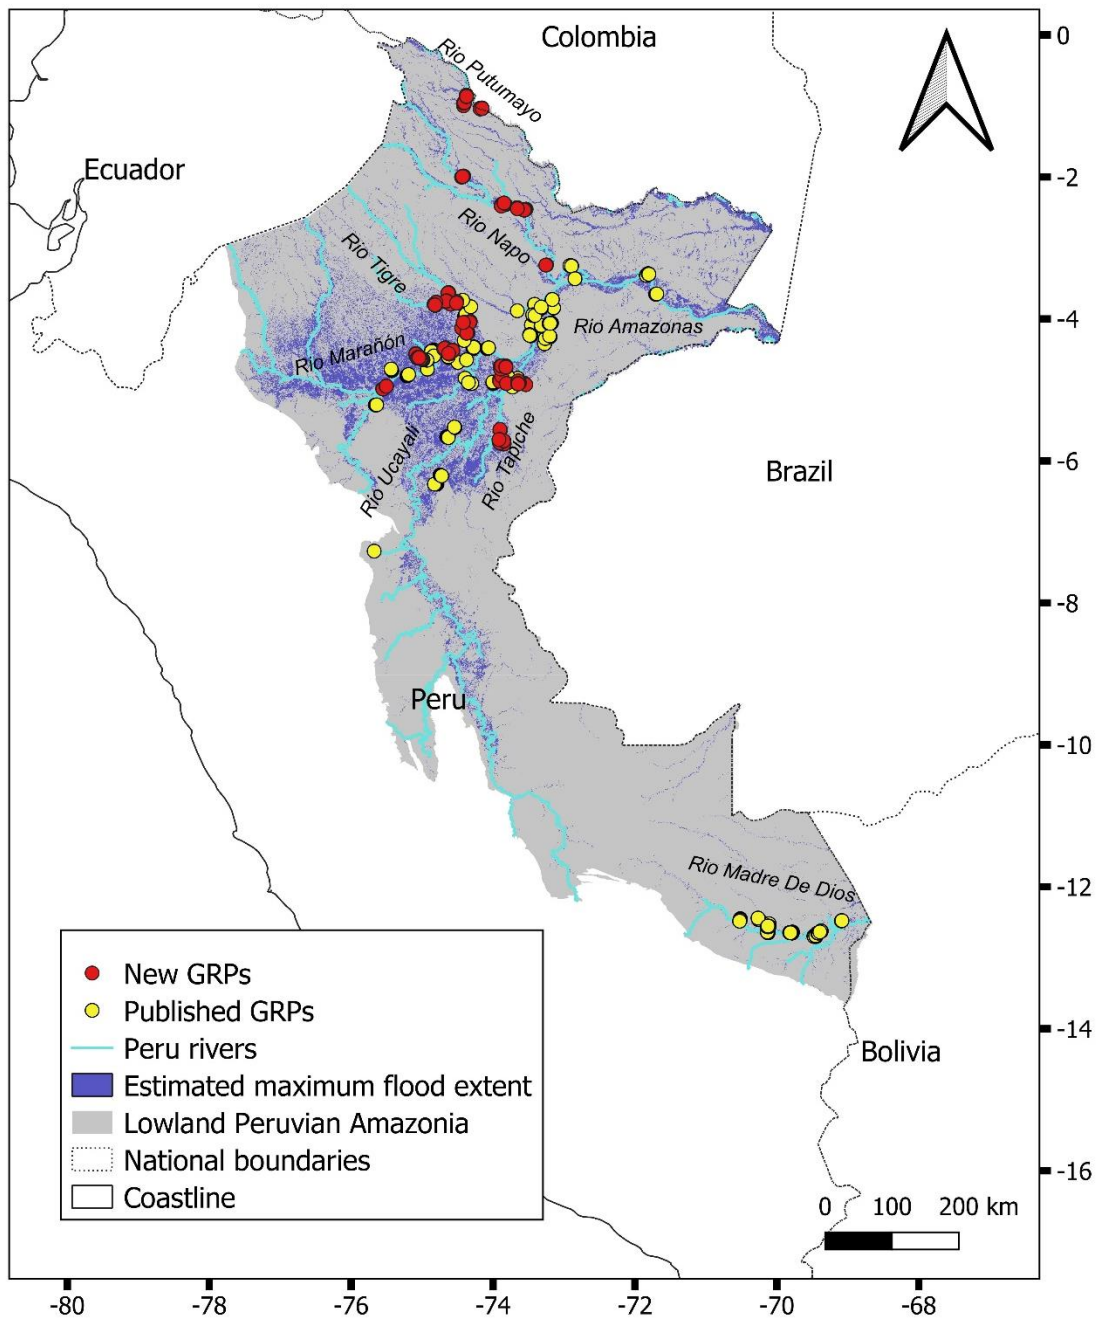 Colombia
0
Rio Putumayo
Ecuador
-2
Rio Napo
Rio Tigre
Rio Amazonas
-4
Rio Marañón
Rio Ucayali
Rio Tapiche
Brazil
-6
-8
Peru
-10
Rio Madre De Dios
-12
New GRPs
Published GRPs
Peru rivers
Estimated maximum flood extent
Lowland Peruvian Amazonia
National boundaries
Coastline
-14
Bolivia
-16
0 100 200 km
-80 -78 -76 -74 -72 -70 -68